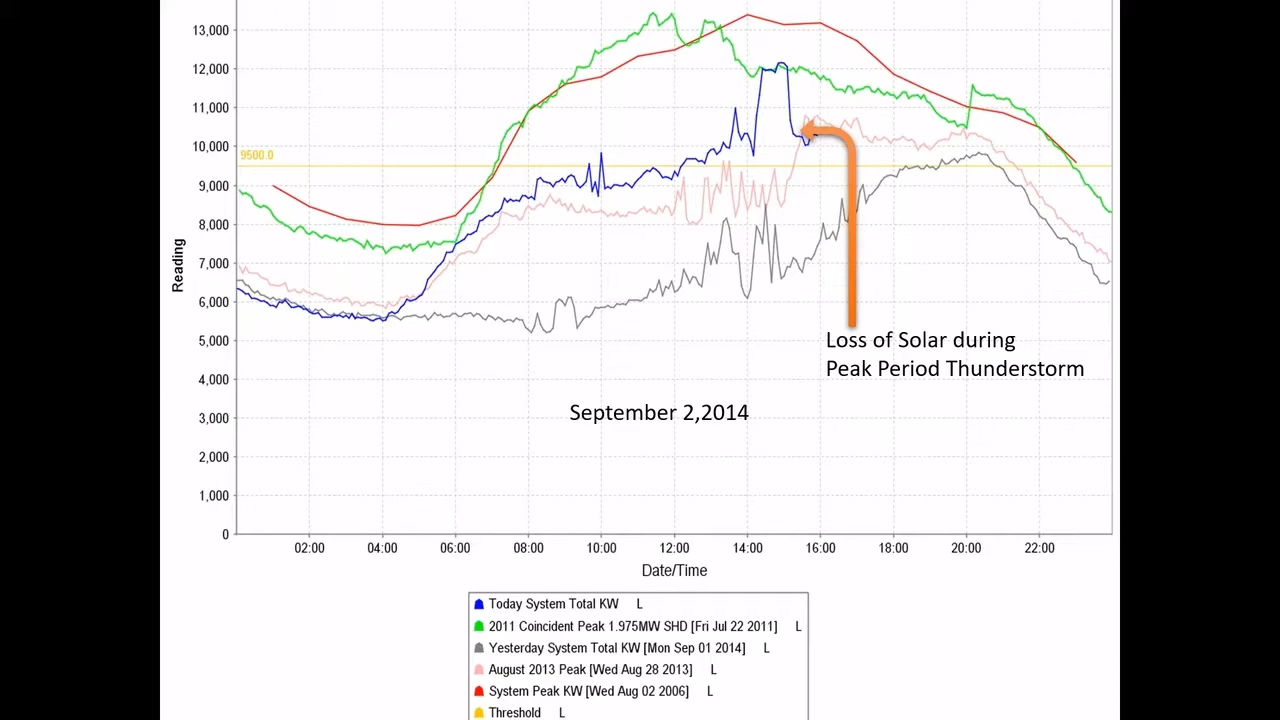 13,000
12,000
11,000
10,000
9500.0
9,000
8,000
7,000
6,000
5,000
4,000
3,000
2,000
1,000
0
Reading
Loss of Solar during
Peak Period Thunderstorm
September 2,2014
02:00 04:00 06:00 08:00 10:00 12:00 14:00 16:00 18:00 20:00 22:00
Date/Time
Today System Total KW L
2011 Coincident Peak 1.975MW SHD [Fri Jul 22 2011] L
Yesterday System Total KW [Mon Sep 01 2014] L
August 2013 Peak [Wed Aug 28 2013] L
System Peak KW [Wed Aug 02 2006] L
Threshold L